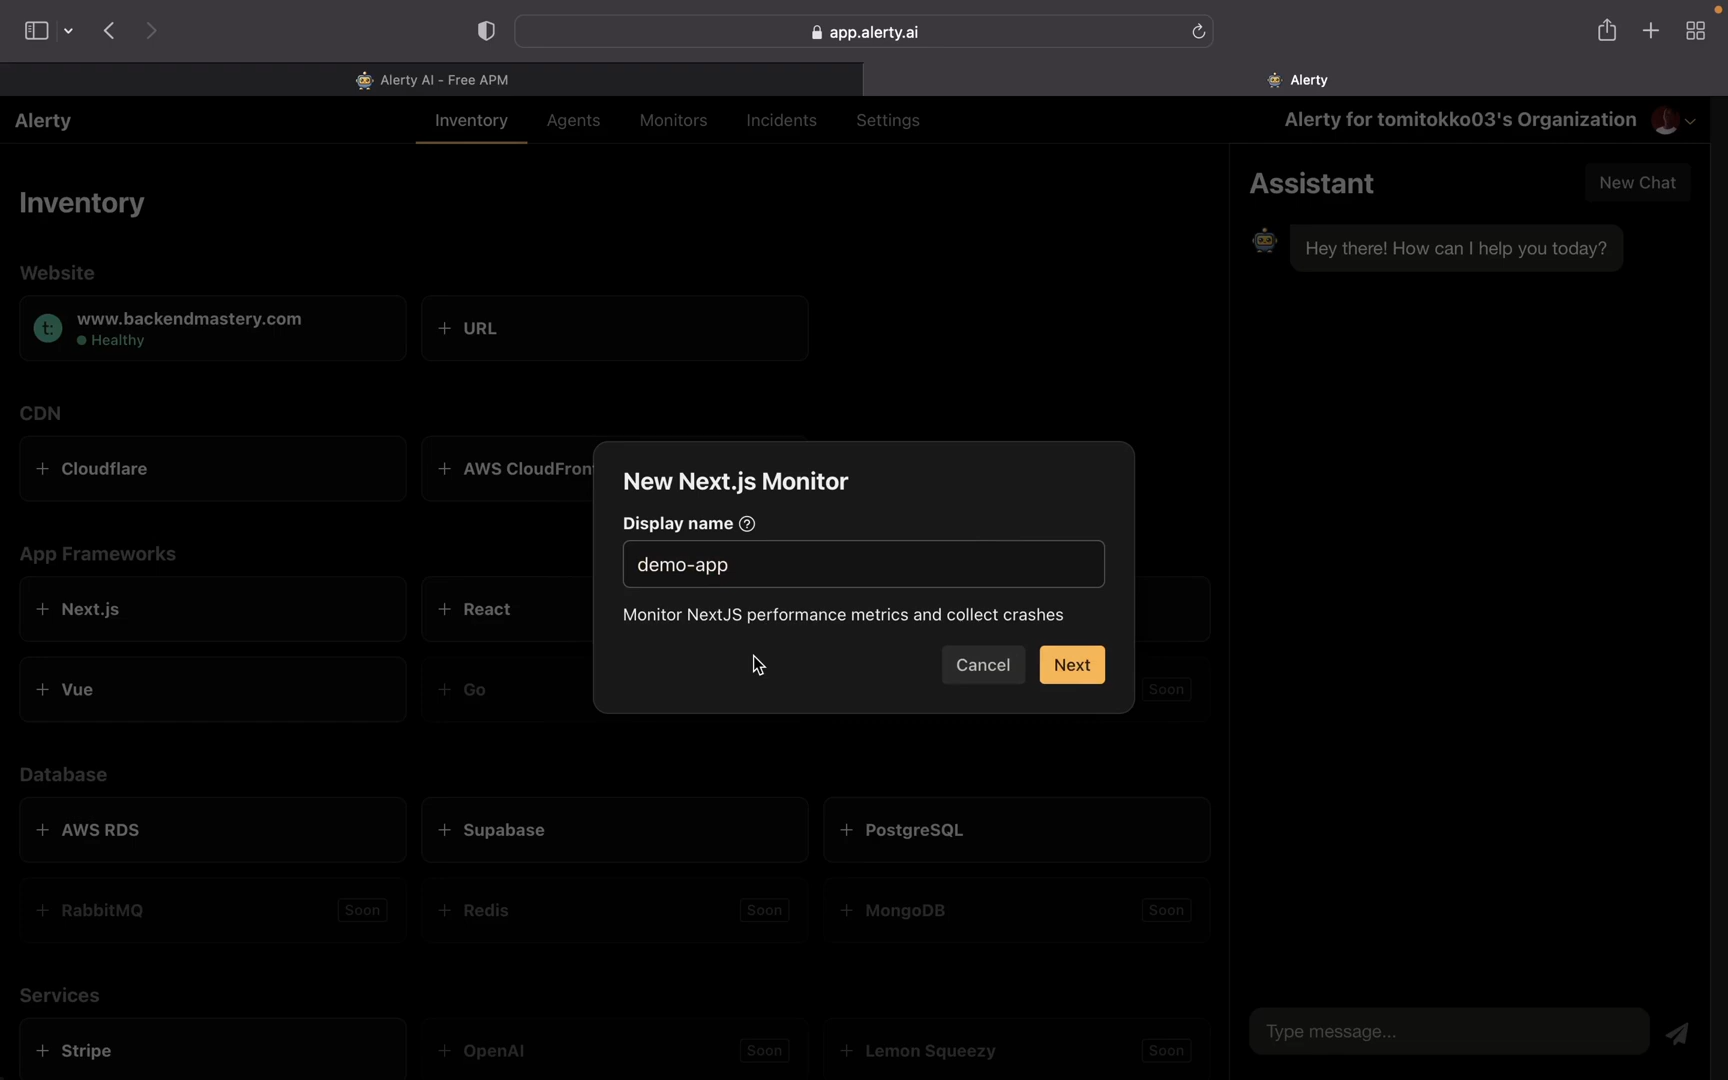 app.alerty.ai
Alerty AI - Free APM
Alerty
Alerty
Inventory
Agents
Monitors
Incidents
Settings
Alerty for tomitokko03's Organization
Inventory
Assistant
New Chat
Hey there! How can I help you today?
Website
t:
www.backendmastery.com
Healthy
+ URL
CDN
+ Cloudflare
+ AWS CloudFront
New Next.js Monitor
Display name ?
demo-app
Monitor NextJS performance metrics and collect crashes
Cancel
Next
App Frameworks
+ Next.js
+ React
+ Vue
+ Go
Soon
Database
+ AWS RDS
+ Supabase
+ PostgreSQL
+ RabbitMQ
Soon
+ Redis
Soon
+ MongoDB
Soon
Services
+ Stripe
+ OpenAI
Soon
+ Lemon Squeezy
Soon
Type message...